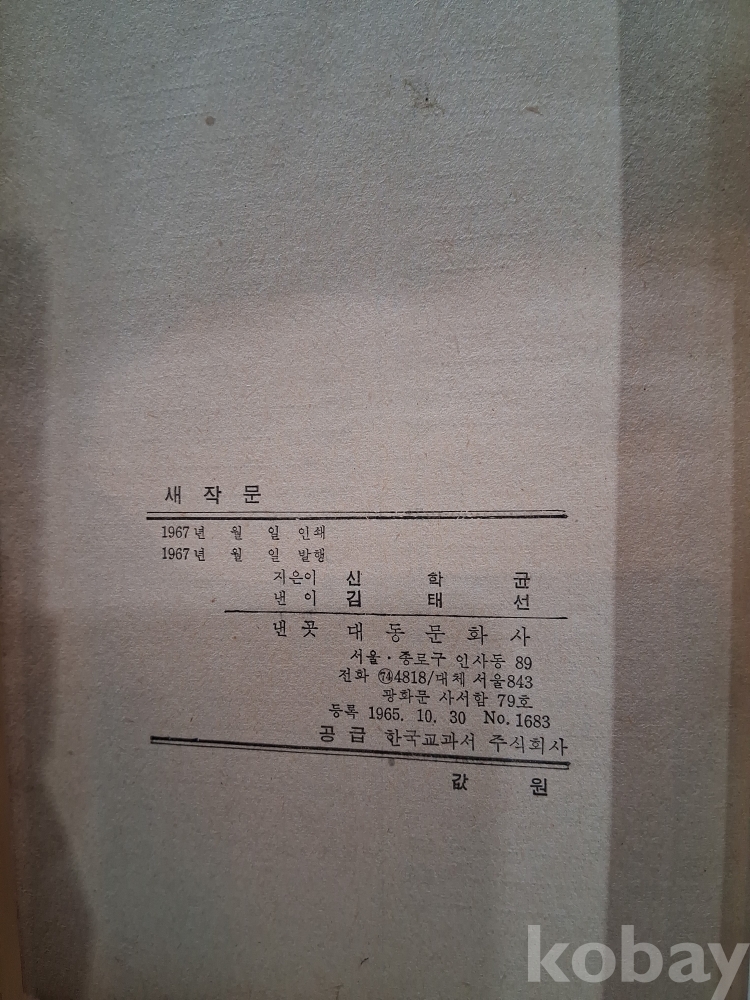 새 작 문
1967년 월 일 인쇄
1967년 월 일 발행
지은이 신 학 균
낸 이 김 태 선
낸 곳 대 동 문 화 사
서울·종로구 인사동 89
전화 ㉔4818/대체 서울843
광화문 사서함 79호
등록 1965. 10. 30 No. 1683
공 급 한국교과서 주식회사
값 원
kobay